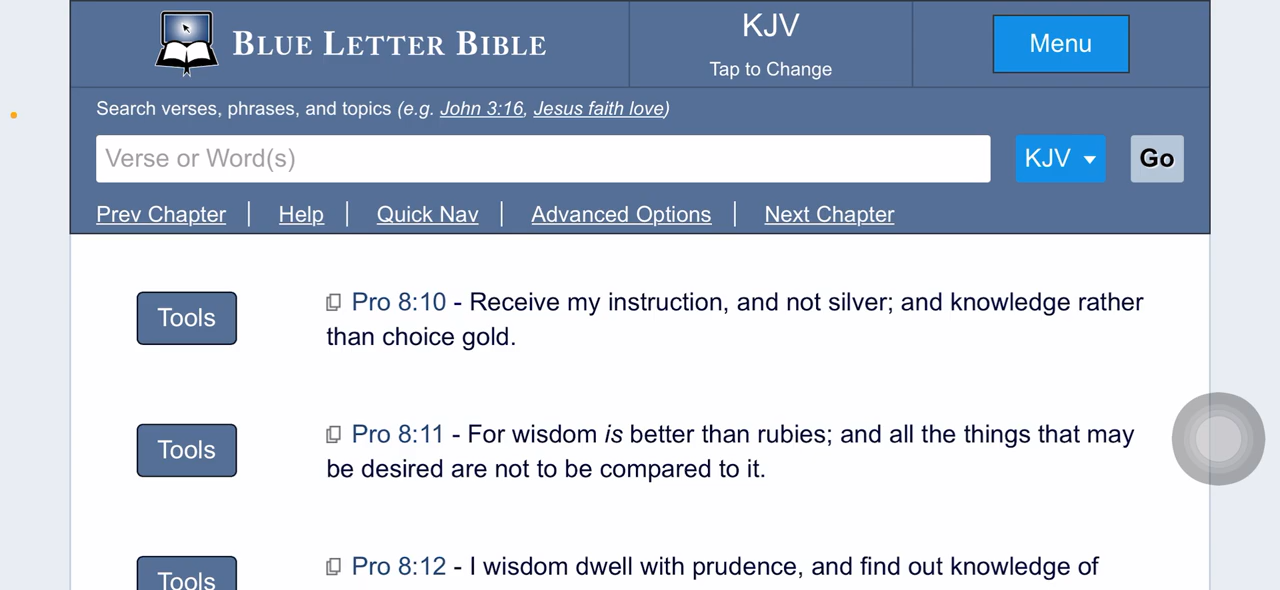 BLUE LETTER BIBLE
KJV
Tap to Change
Menu
Search verses, phrases, and topics (e.g. John 3:16, Jesus faith love)
Verse or Word(s)
KJV
Go
Prev Chapter | Help | Quick Nav | Advanced Options | Next Chapter
Tools
Pro 8:10 - Receive my instruction, and not silver; and knowledge rather
than choice gold.
Tools
Pro 8:11 - For wisdom is better than rubies; and all the things that may
be desired are not to be compared to it.
Tools
Pro 8:12 - I wisdom dwell with prudence, and find out knowledge of